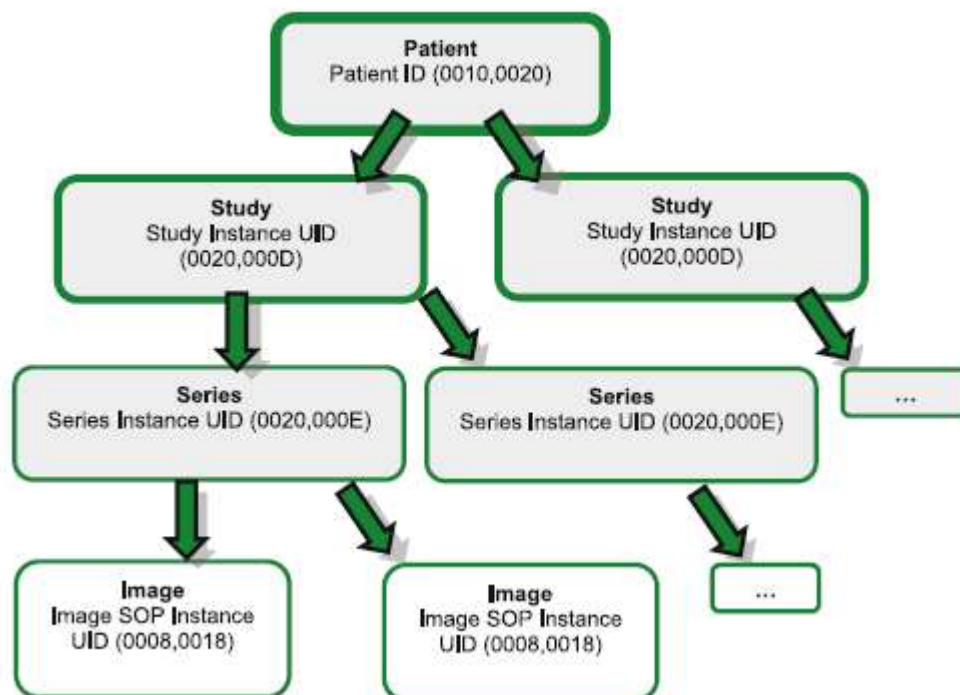 Patient
Patient ID (0010,0020)
Study
Study Instance UID
(0020,000D)
Study
Study Instance UID
(0020,000D)
Series
Series Instance UID (0020,000E)
Series
Series Instance UID (0020,000E)
...
Image
Image SOP Instance
UID (0008,0018)
Image
Image SOP Instance
UID (0008,0018)
...